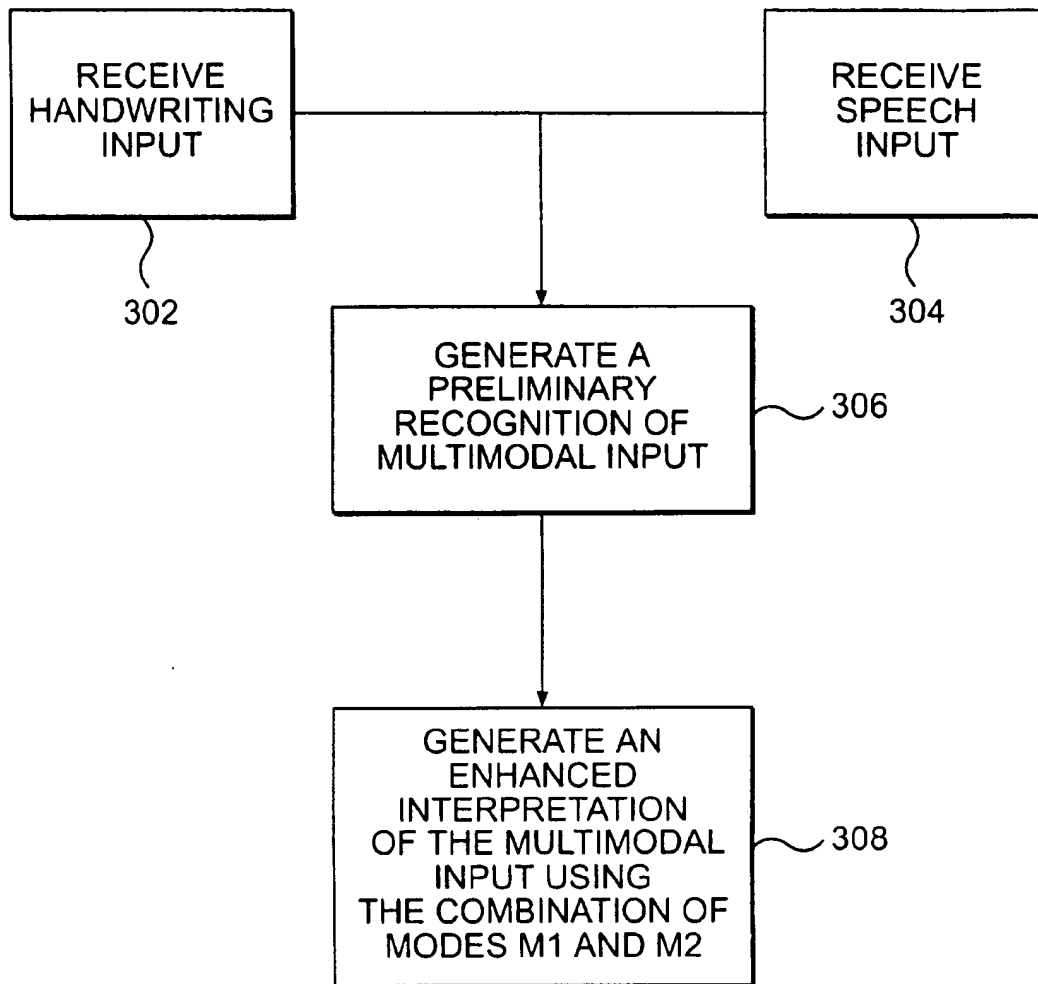 RECEIVE
HANDWRITING
INPUT
302
RECEIVE
SPEECH
INPUT
304
GENERATE A
PRELIMINARY
RECOGNITION OF
MULTIMODAL INPUT
306
GENERATE AN
ENHANCED
INTERPRETATION
OF THE MULTIMODAL
INPUT USING
THE COMBINATION OF
MODES M1 AND M2
308